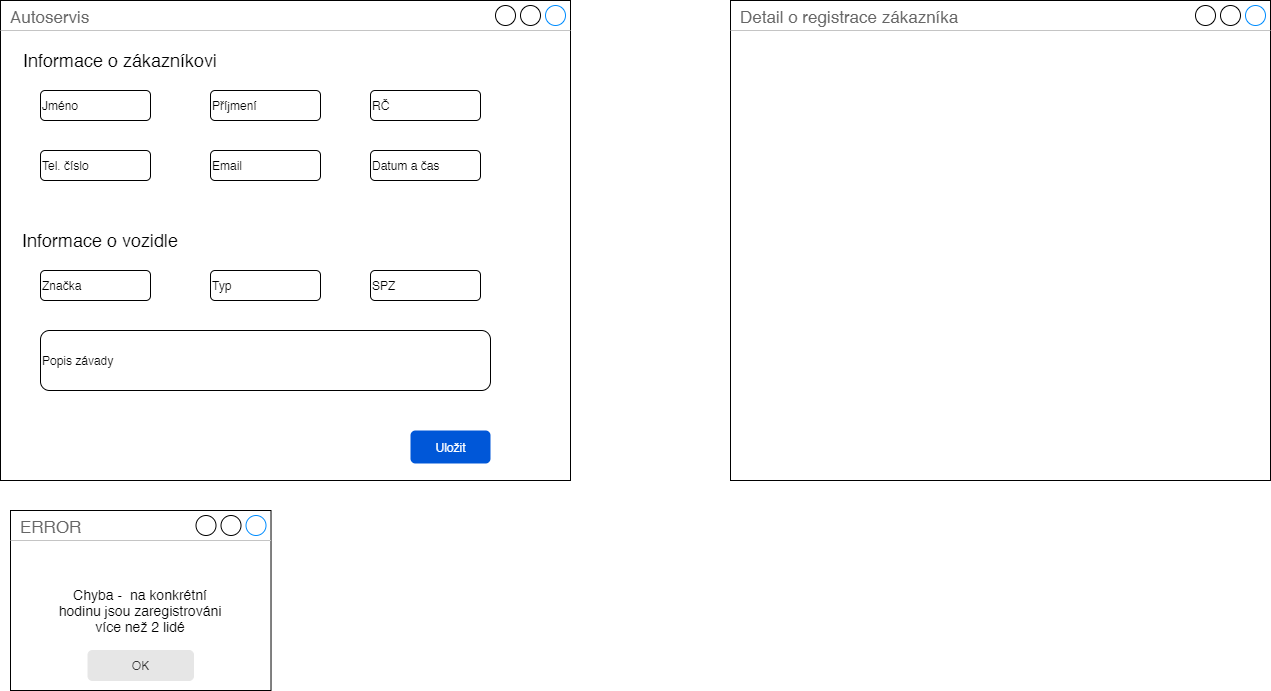 Autoservis
Informace o zákazníkovi
Jméno
Příjmení
RČ
Tel. číslo
Email
Datum a čas
Informace o vozidle
Značka
Typ
SPZ
Popis závady
Uložit
Detail o registrace zákazníka
ERROR
Chyba -  na konkrétní
hodinu jsou zaregistrováni
více než 2 lidé
OK